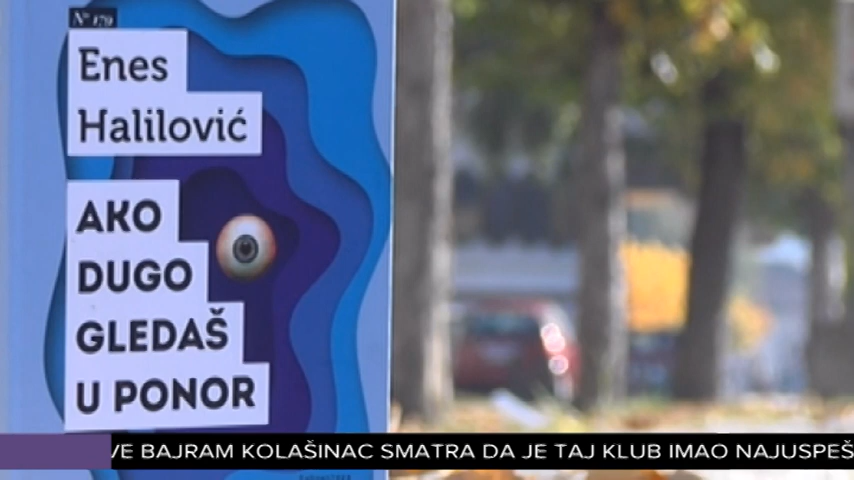 Nº 179
Enes
Halilović
AKO
DUGO
GLEDAŠ
U PONOR
VE BAJRAM KOLAŠINAC SMATRA DA JE TAJ KLUB IMAO NAJUSPEŠ